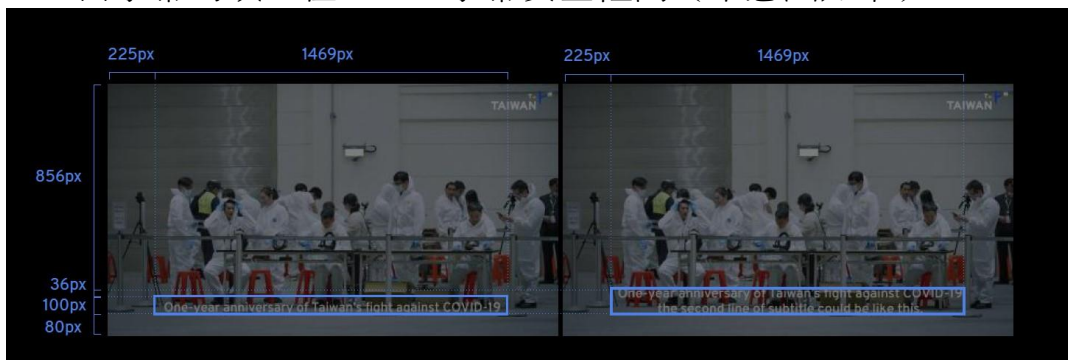 225px 1469px 225px 1469px
TAIWAN TAIWAN
856px
36px
100px
80px
One-year anniversary of Taiwan's fight against COVID-19
One-year anniversary of Taiwan's fight against COVID-19
the second line of subtitle could be like this.